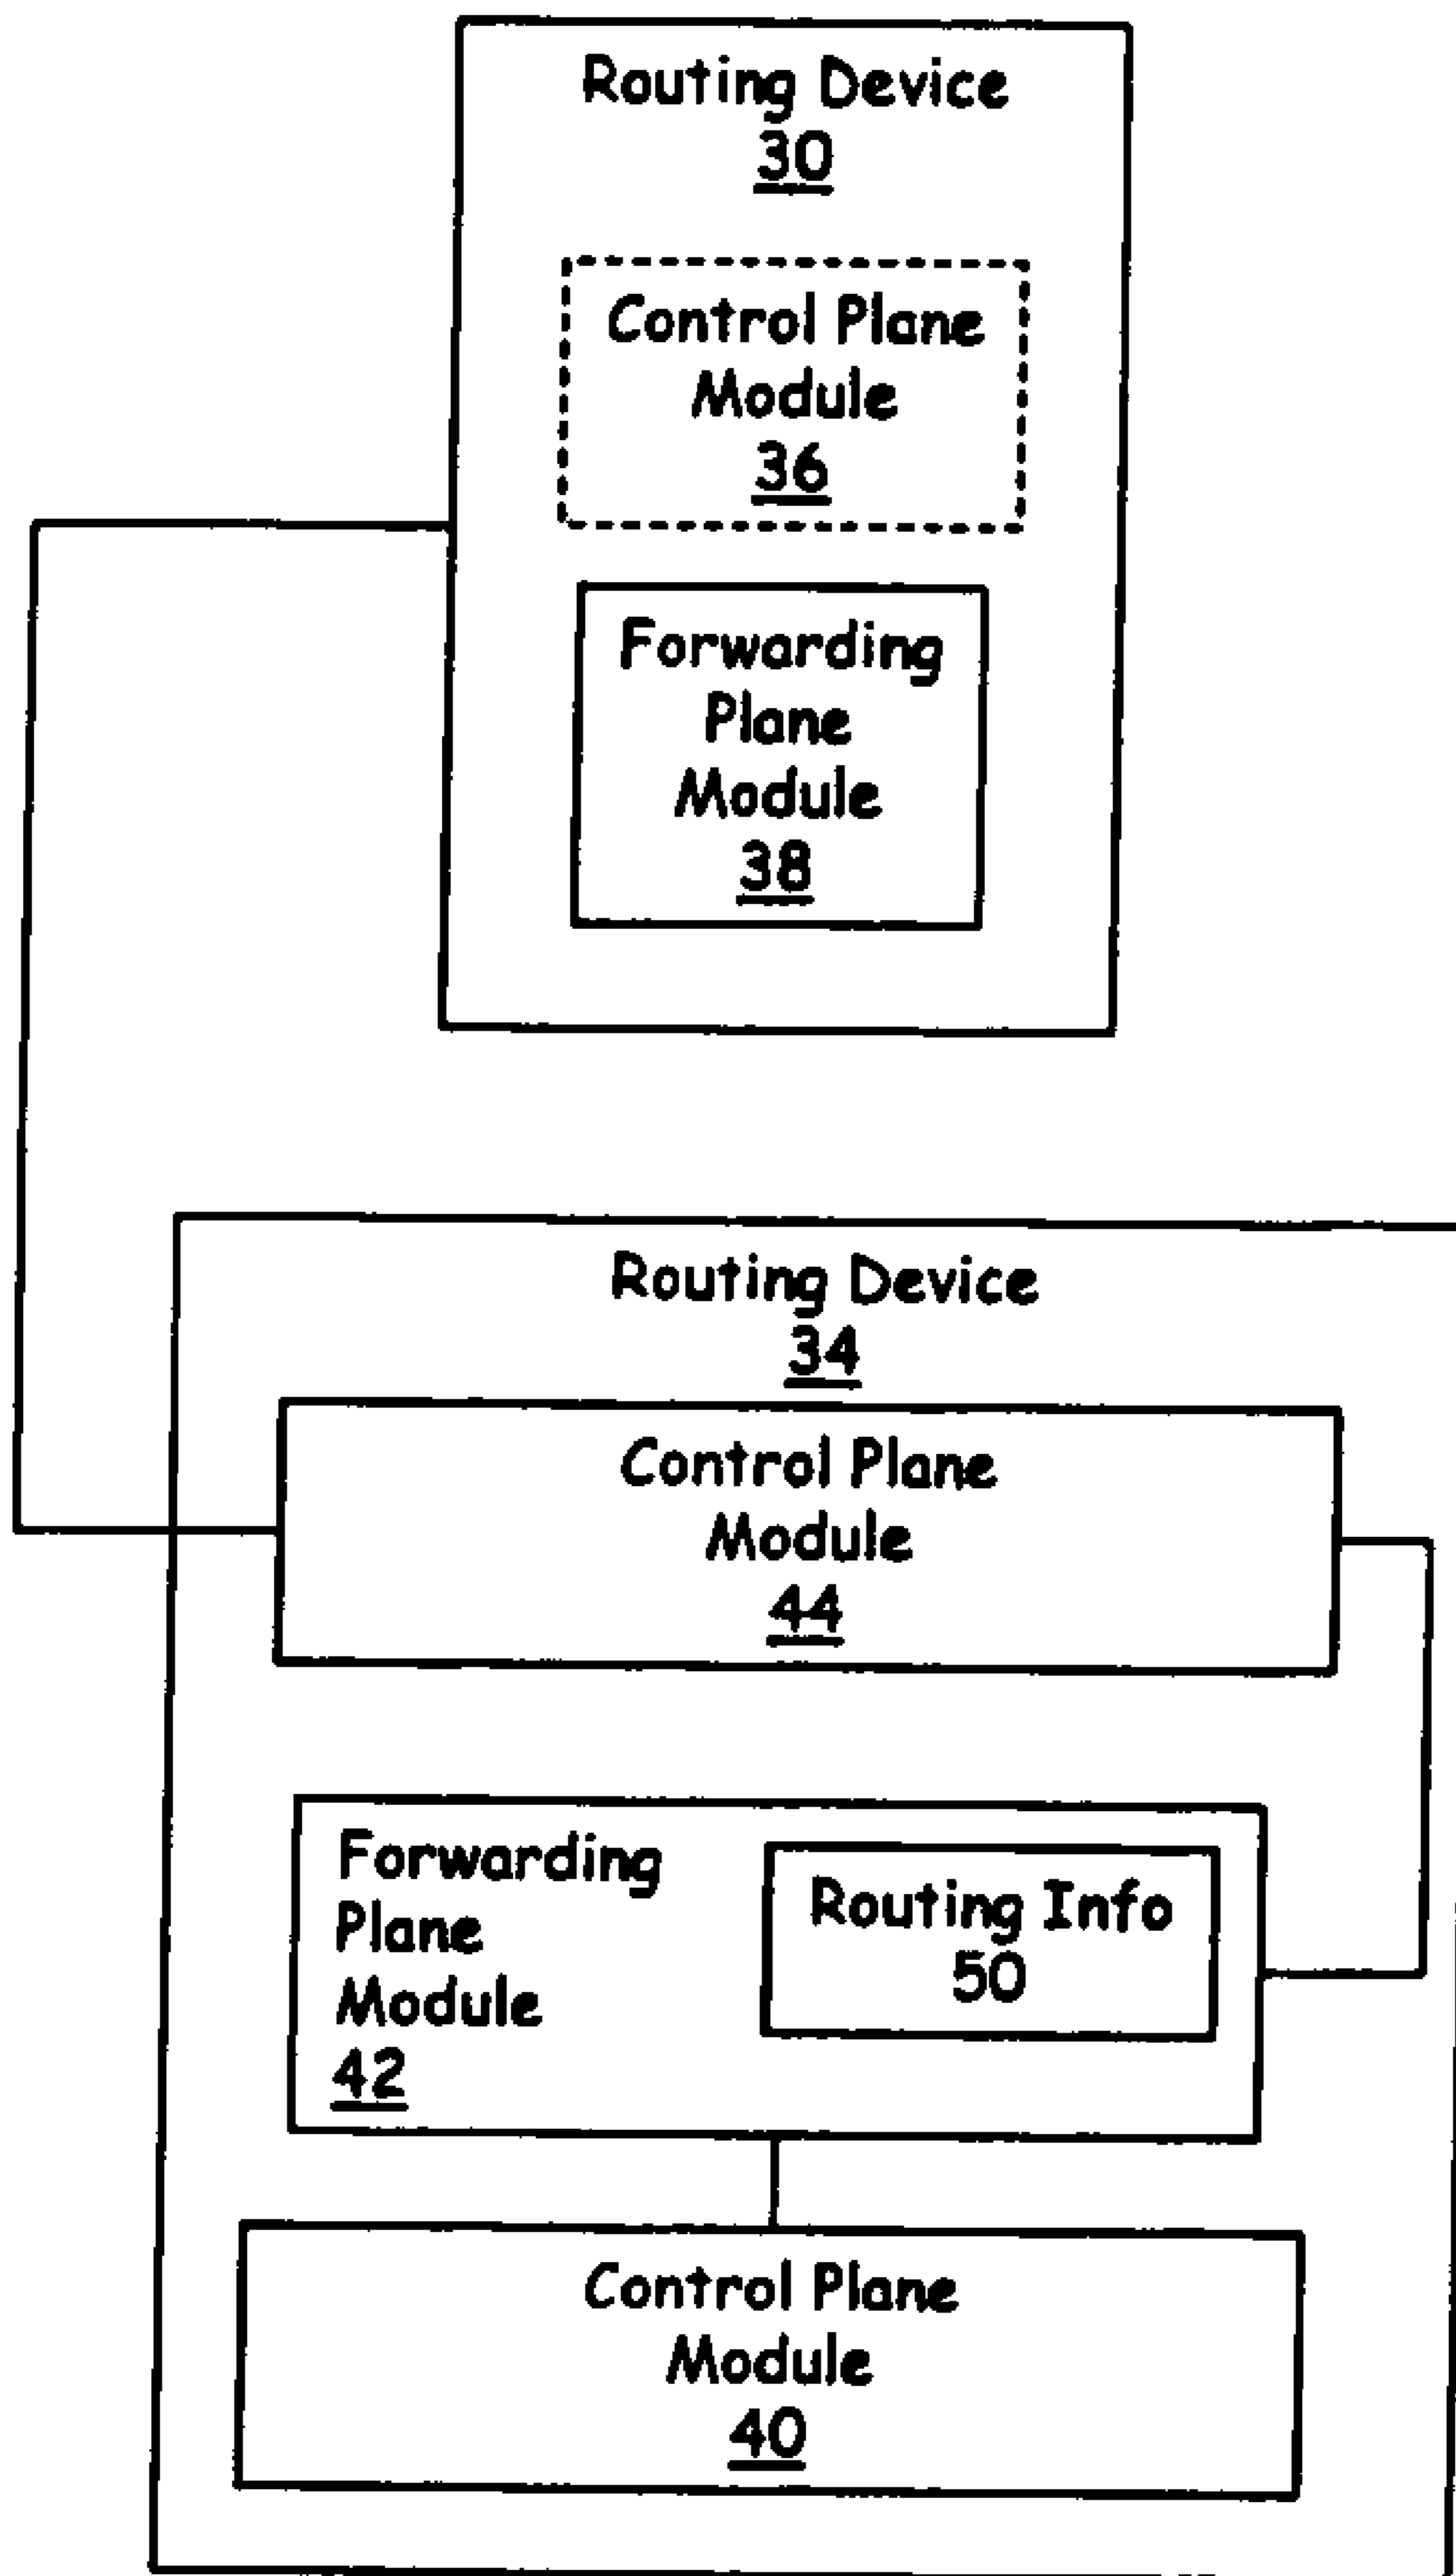 Routing Device
30
Control Plane
Module
36
Forwarding
Plane
Module
38
Routing Device
34
Control Plane
Module
44
Forwarding
Plane
Module
42
Routing Info
50
Control Plane
Module
40